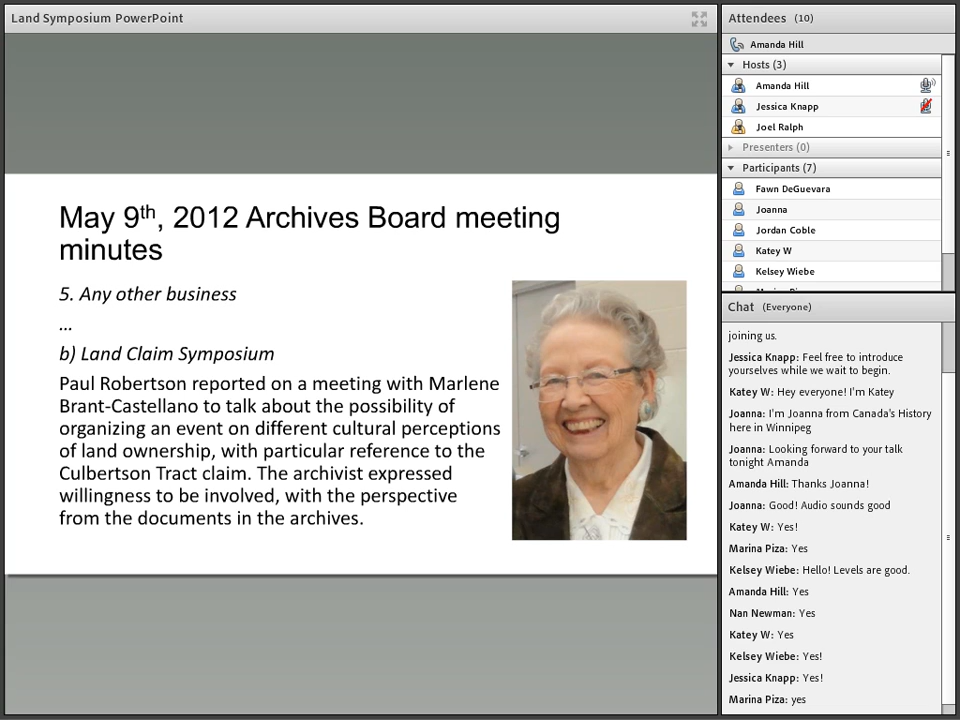 Land Symposium PowerPoint
May 9th, 2012 Archives Board meeting
minutes
5. Any other business
...
b) Land Claim Symposium
Paul Robertson reported on a meeting with Marlene
Brant-Castellano to talk about the possibility of
organizing an event on different cultural perceptions
of land ownership, with particular reference to the
Culbertson Tract claim. The archivist expressed
willingness to be involved, with the perspective
from the documents in the archives.
Attendees (10)
Amanda Hill
Hosts (3)
Amanda Hill
Jessica Knapp
Joel Ralph
Presenters (0)
Participants (7)
Fawn DeGuevara
Joanna
Jordan Coble
Katey W
Kelsey Wiebe
Chat (Everyone)
joining us.
Jessica Knapp: Feel free to introduce
yourselves while we wait to begin.
Katey W: Hey everyone! I'm Katey
Joanna: I'm Joanna from Canada's History
here in Winnipeg
Joanna: Looking forward to your talk
tonight Amanda
Amanda Hill: Thanks Joanna!
Joanna: Good! Audio sounds good
Katey W: Yes!
Marina Piza: Yes
Kelsey Wiebe: Hello! Levels are good.
Amanda Hill: Yes
Nan Newman: Yes
Katey W: Yes
Kelsey Wiebe: Yes!
Jessica Knapp: Yes!
Marina Piza: yes